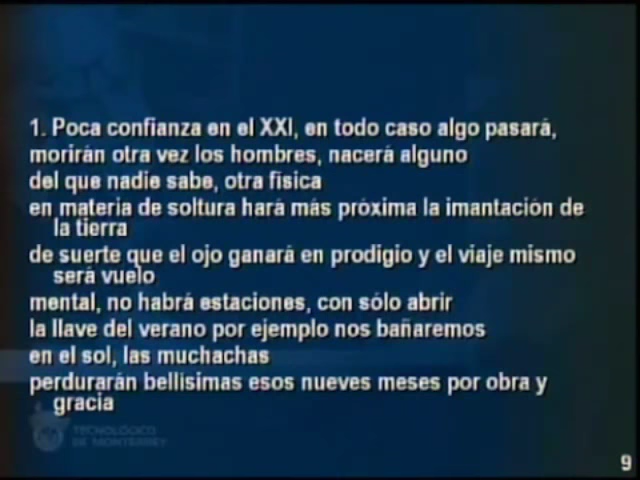 1. Poca confianza en el XXI, en todo caso algo pasará,
morirán otra vez los hombres, nacerá alguno
del que nadie sabe, otra física
en materia de soltura hará más próxima la imantación de
la tierra
de suerte que el ojo ganará en prodigio y el viaje mismo
será vuelo
mental, no habrá estaciones, con sólo abrir
la llave del verano por ejemplo nos bañaremos
en el sol, las muchachas
perdurarán bellísimas esos nueves meses por obra y
gracia
TECNOLÓGICO
DE MONTERREY
9